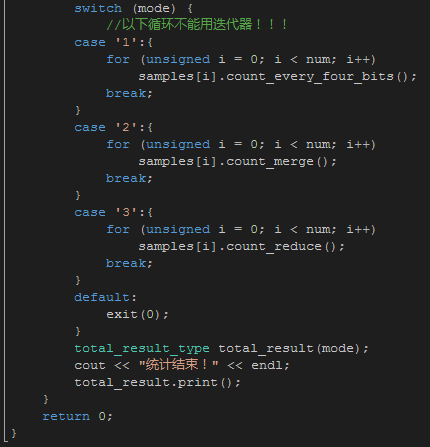 switch (mode) {
//以下循环不能用迭代器！！！
case '1':{
for (unsigned i = 0; i < num; i++)
samples[i].count_every_four_bits();
break;
}
case '2':{
for (unsigned i = 0; i < num; i++)
samples[i].count_merge();
break;
}
case '3':{
for (unsigned i = 0; i < num; i++)
samples[i].count_reduce();
break;
}
default:
exit(0);
}
total_result_type total_result(mode);
cout << "统计结束！" << endl;
total_result.print();
}
return 0;
}